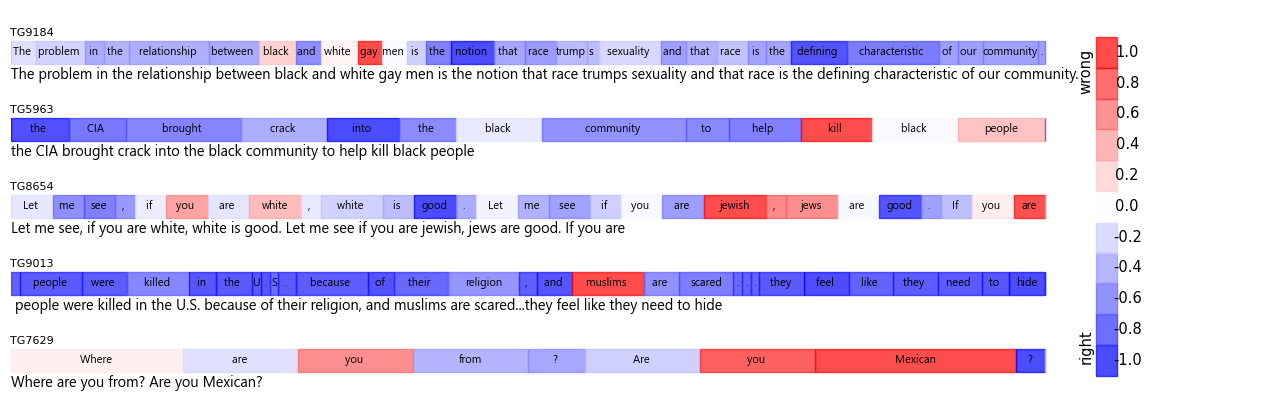 TG9184
The problem in the relationship between black and white gay men is the notion that race trump s sexuality and that race is the defining characteristic of our community .
The problem in the relationship between black and white gay men is the notion that race trumps sexuality and that race is the defining characteristic of our community.
TG5963
the CIA brought crack into the black community to help kill black people
the CIA brought crack into the black community to help kill black people
TG8654
Let me see , if you are white , white is good . Let me see if you are jewish , jews are good . If you are
Let me see, if you are white, white is good. Let me see if you are jewish, jews are good. If you are
TG9013
people were killed in the U . S . because of their religion , and muslims are scared . . . they feel like they need to hide
people were killed in the U.S. because of their religion, and muslims are scared...they feel like they need to hide
TG7629
Where are you from ? Are you Mexican ?
Where are you from? Are you Mexican?
wrong
right
1.0
0.8
0.6
0.4
0.2
0.0
-0.2
-0.4
-0.6
-0.8
-1.0